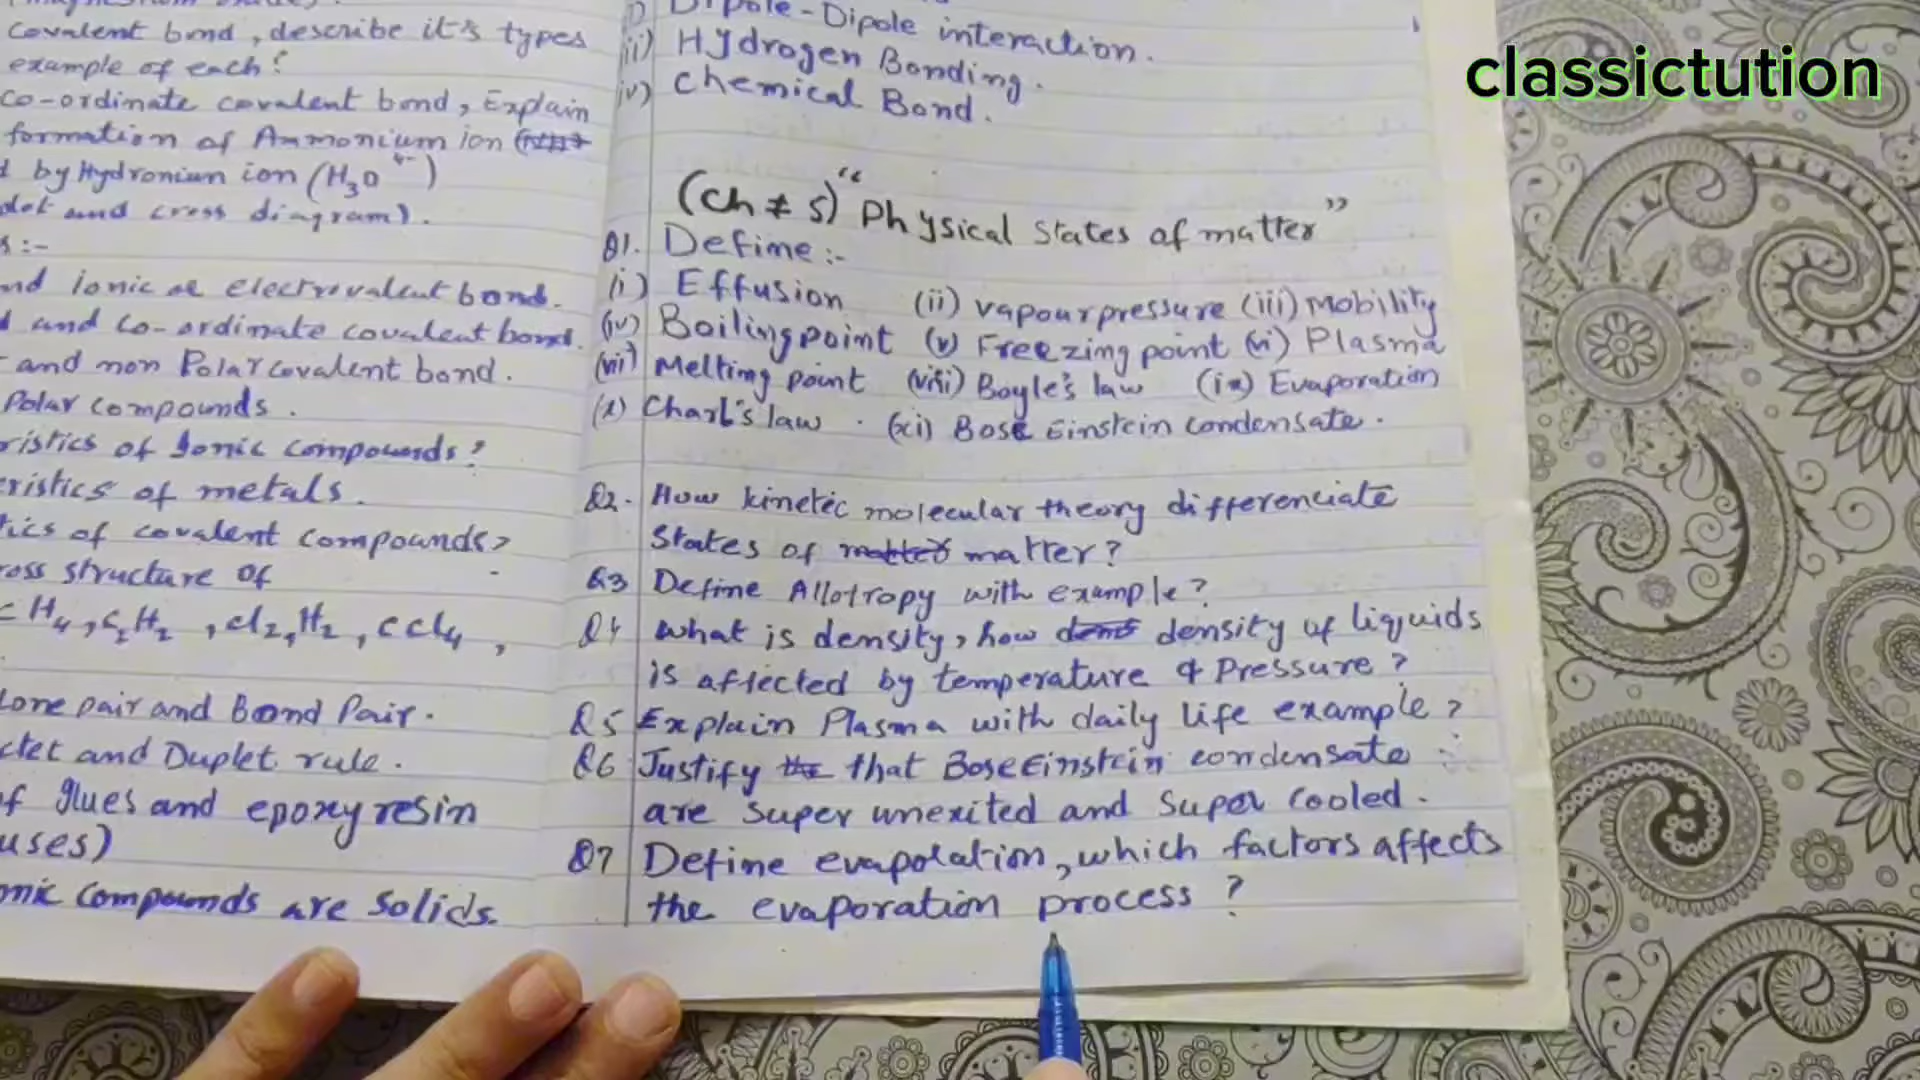 covalent bond, describe it's types
example of each?
co-ordinate covalent bond, Explain
formation of Ammonium ion
by Hydronium ion (H3O+)
dot and cross diagram).
s:-
nd ionic or electrovalent bond.
and co-ordinate covalent bond.
and non Polar covalent bond.
Polar compounds.
ristics of Ionic compounds?
eristics of metals.
tics of covalent compounds?
ross structure of
CH4, C2H2, Cl2, H2, CCl4,
Lone pair and Bond Pair.
ctet and Duplet rule.
of glues and epoxy resin
uses)
onic compounds are solids.
Dipole-Dipole interaction.
iii) Hydrogen Bonding.
iv) Chemical Bond.
classictution
(Ch # 5) "Physical States of matter"
Q1. Define:-
(i) Effusion (ii) vapour pressure (iii) Mobility
(iv) Boiling point (v) Freezing point (vi) Plasma
(vii) Melting point (viii) Boyle's law (ix) Evaporation
(x) Charl's law . (xi) Bose Einstein condensate.
Q2. How kinetic molecular theory differenciate
States of matter matter?
Q3 Define Allotropy with example?
Q4 what is density, how density of liquids
is affected by temperature & Pressure?
Q5 Explain Plasma with daily life example?
Q6 Justify the that Bose Einstein condensate
are super unexited and super cooled.
Q7 Define evapolation, which factors affects
the evaporation process?